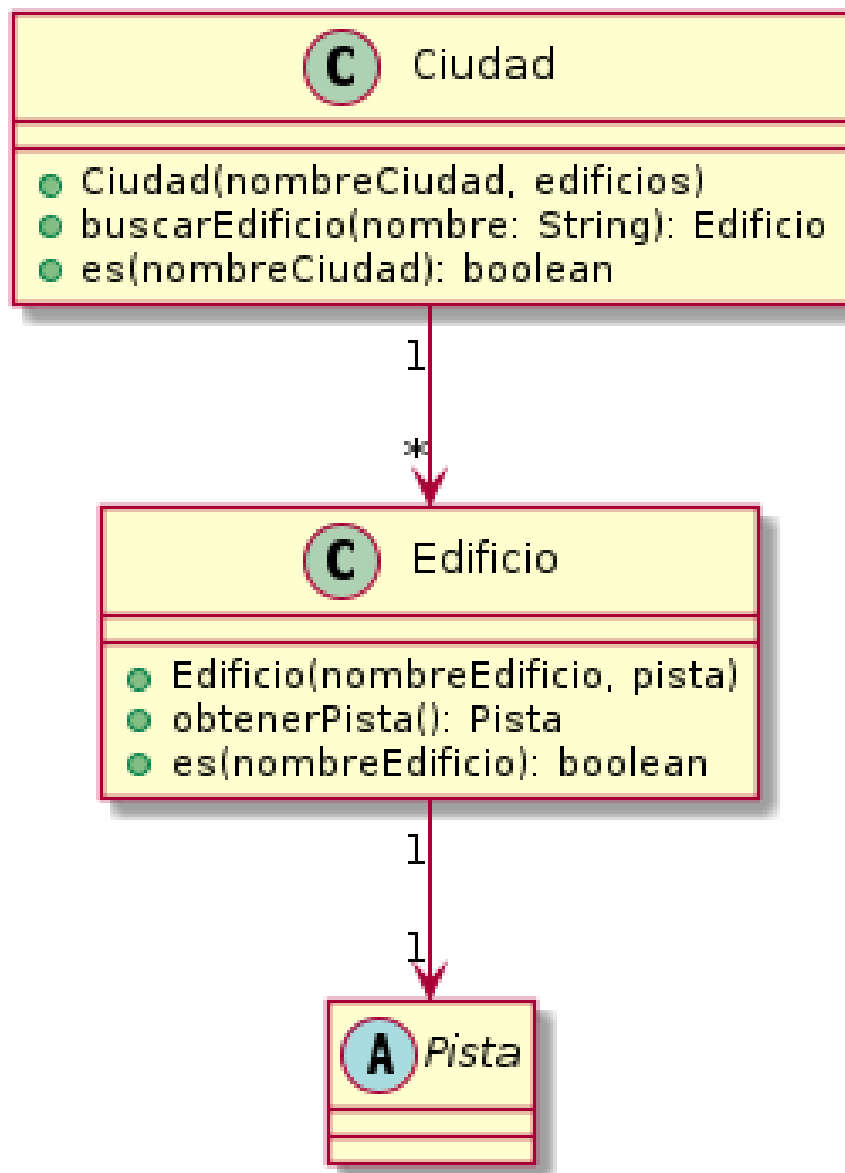 C Ciudad
Ciudad(nombreCiudad, edificios)
buscarEdificio(nombre: String): Edificio
es(nombreCiudad): boolean
1
*
C Edificio
Edificio(nombreEdificio, pista)
obtenerPista(): Pista
es(nombreEdificio): boolean
1
1
A Pista